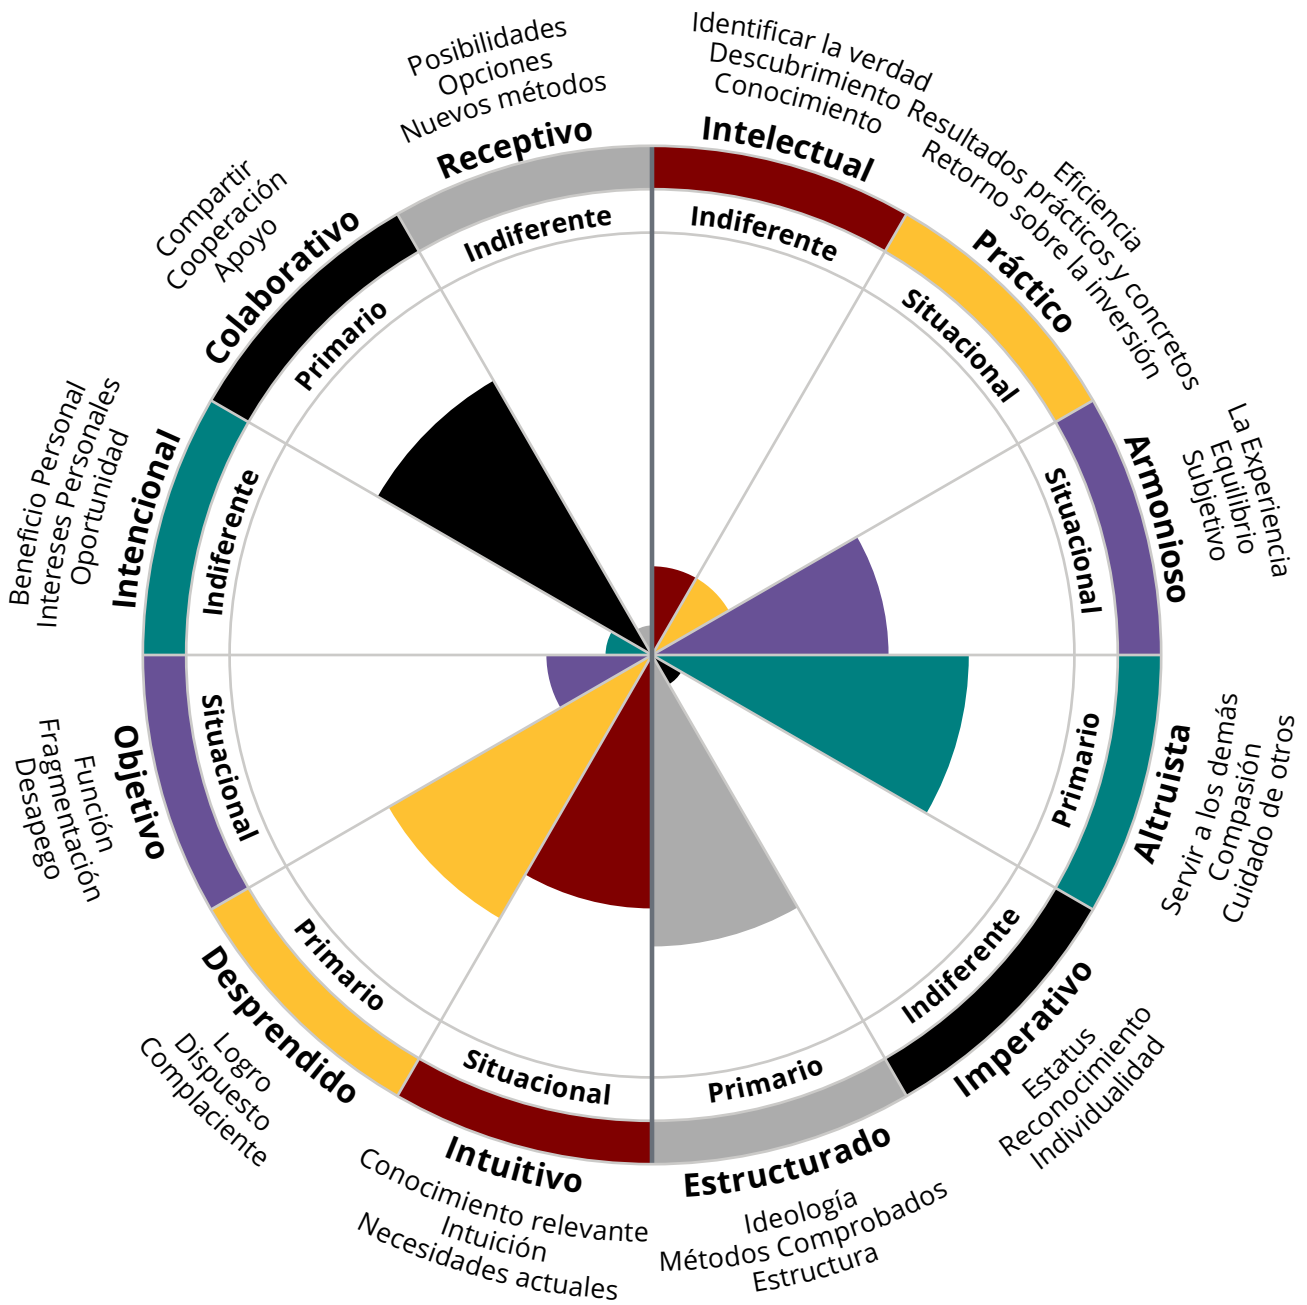 Identificar la verdad
Descubrimiento
Conocimiento
Intelectual
Indiferente
Eficiencia
Resultados prácticos y concretos
Retorno sobre la inversión
Práctico
Situacional
La Experiencia
Equilibrio
Subjetivo
Armonioso
Situacional
Altruista
Primario
Servir a los demás
Compasión
Cuidado de otros
Imperativo
Indiferente
Estatus
Reconocimiento
Individualidad
Primario
Estructurado
Ideología
Métodos Comprobados
Estructura
Situacional
Intuitivo
Conocimiento relevante
Intuición
Necesidades actuales
Primario
Desprendido
Logro
Dispuesto
Complaciente
Situacional
Objetivo
Función
Fragmentación
Desapego
Beneficio Personal
Intereses Personales
Oportunidad
Intencional
Indiferente
Compartir
Cooperación
Apoyo
Colaborativo
Primario
Posibilidades
Opciones
Nuevos métodos
Receptivo
Indiferente